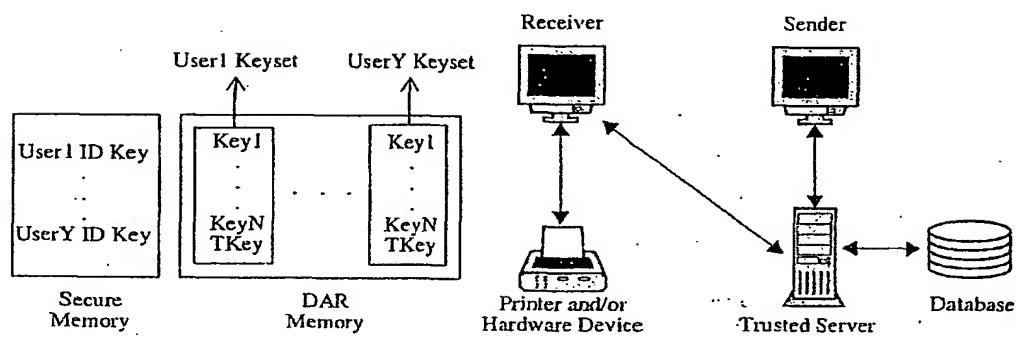 Receiver
Sender
User1 Keyset
UserY Keyset
User1 ID Key
UserY ID Key
Key1
KeyN
TKey
Key1
KeyN
TKey
Secure
Memory
DAR
Memory
Printer and/or
Hardware Device
Trusted Server
Database